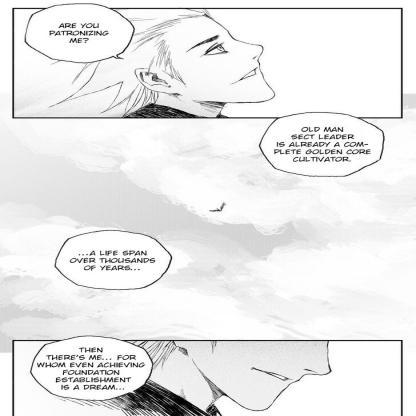 ARE YOU
PATRONIZING
ME?
OLD MAN
SECT LEADER
IS ALREADY A COM-
PLETE GOLDEN CORE
CULTIVATOR.
...A LIFE SPAN
OVER THOUSANDS
OF YEARS...
THEN
THERE'S ME... FOR
WHOM EVEN ACHIEVING
FOUNDATION
ESTABLISHMENT
IS A DREAM...